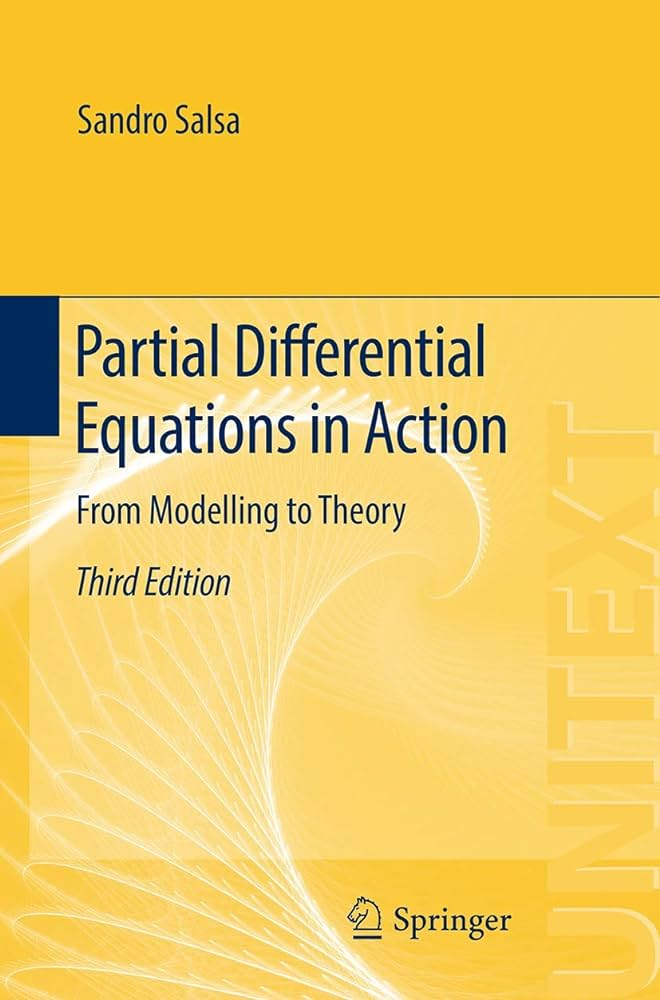 Sandro Salsa
Partial Differential
Equations in Action
From Modelling to Theory
Third Edition
UNITEXT
Springer